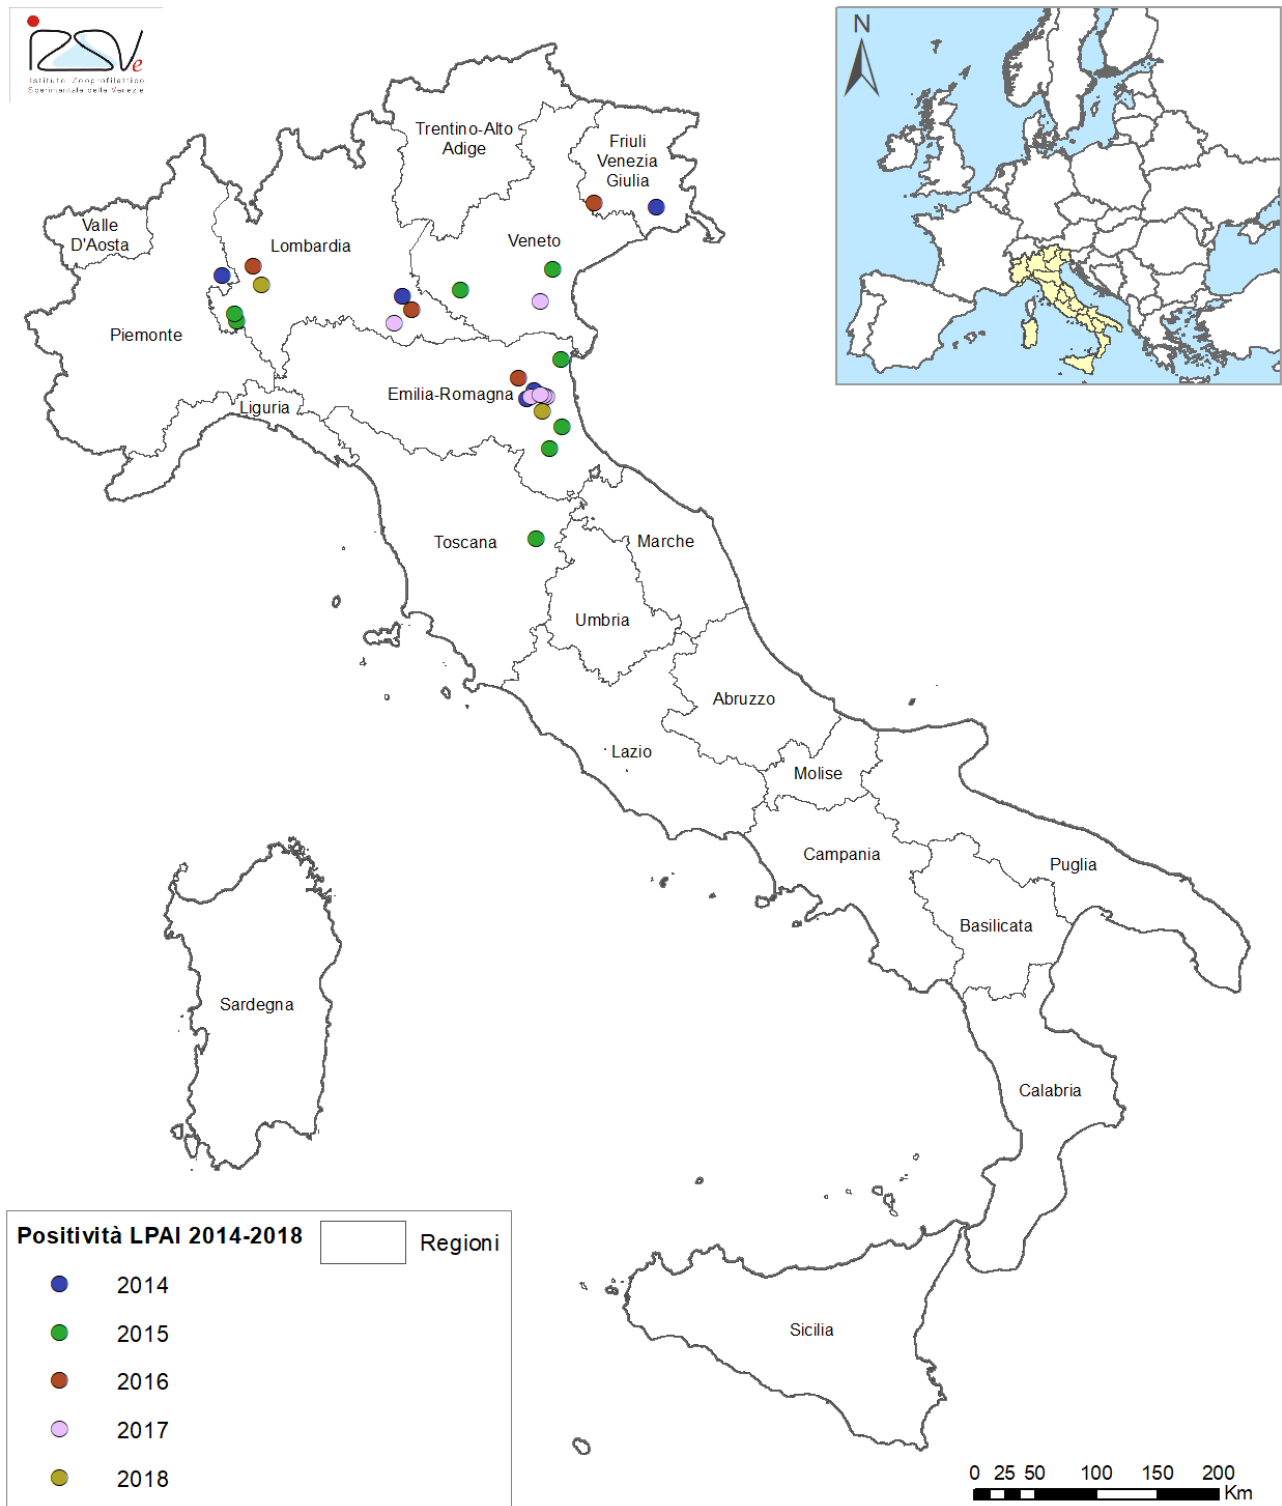 Istituto Zooprofilattico
Sperimentale delle Venezie
N
Trentino-Alto
Adige
Friuli
Venezia
Giulia
Valle
D'Aosta
Lombardia
Veneto
Piemonte
Emilia-Romagna
Liguria
Toscana
Marche
Umbria
Abruzzo
Lazio
Molise
Campania
Puglia
Basilicata
Sardegna
Calabria
Sicilia
Positività LPAI 2014-2018
Regioni
2014
2015
2016
2017
2018
0 25 50 100 150 200
Km